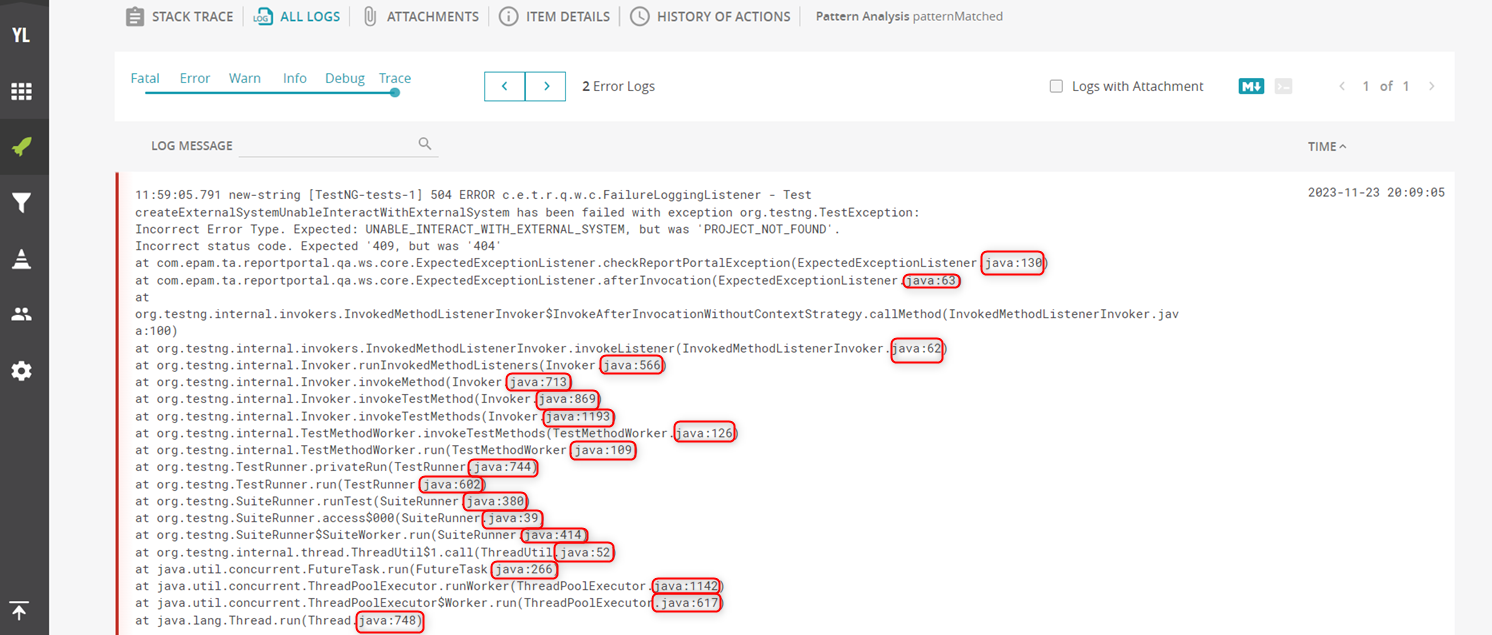 YL
STACK TRACE LOG ALL LOGS ATTACHMENTS ITEM DETAILS HISTORY OF ACTIONS Pattern Analysis patternMatched
Fatal Error Warn Info Debug Trace 2 Error Logs Logs with Attachment M 1 of 1
LOG MESSAGE TIME
11:59:05.791 new-string [TestNG-tests-1] 504 ERROR c.e.t.r.q.w.c.FailureLoggingListener - Test 2023-11-23 20:09:05
createExternalSystemUnableInteractWithExternalSystem has been failed with exception org.testng.TestException:
Incorrect Error Type. Expected: UNABLE_INTERACT_WITH_EXTERNAL_SYSTEM, but was 'PROJECT_NOT_FOUND'.
Incorrect status code. Expected '409, but was '404'
at com.epam.ta.reportportal.qa.ws.core.ExpectedExceptionListener.checkReportPortalException(ExpectedExceptionListener.java:130)
at com.epam.ta.reportportal.qa.ws.core.ExpectedExceptionListener.afterInvocation(ExpectedExceptionListener.java:63)
at
org.testng.internal.invokers.InvokedMethodListenerInvoker$InvokeAfterInvocationWithoutContextStrategy.callMethod(InvokedMethodListenerInvoker.jav
a:100)
at org.testng.internal.invokers.InvokedMethodListenerInvoker.invokeListener(InvokedMethodListenerInvoker.java:62)
at org.testng.internal.Invoker.runInvokedMethodListeners(Invoker.java:566)
at org.testng.internal.Invoker.invokeMethod(Invoker.java:713)
at org.testng.internal.Invoker.invokeTestMethod(Invoker.java:869)
at org.testng.internal.Invoker.invokeTestMethods(Invoker.java:1193)
at org.testng.internal.TestMethodWorker.invokeTestMethods(TestMethodWorker.java:126)
at org.testng.internal.TestMethodWorker.run(TestMethodWorker.java:109)
at org.testng.TestRunner.privateRun(TestRunner.java:744)
at org.testng.TestRunner.run(TestRunner.java:602)
at org.testng.SuiteRunner.runTest(SuiteRunner.java:380)
at org.testng.SuiteRunner.access$000(SuiteRunner.java:39)
at org.testng.SuiteRunner$SuiteWorker.run(SuiteRunner.java:414)
at org.testng.internal.thread.ThreadUtil$1.call(ThreadUtil.java:52)
at java.util.concurrent.FutureTask.run(FutureTask.java:266)
at java.util.concurrent.ThreadPoolExecutor.runWorker(ThreadPoolExecutor.java:1142)
at java.util.concurrent.ThreadPoolExecutor$Worker.run(ThreadPoolExecutor.java:617)
at java.lang.Thread.run(Thread.java:748)